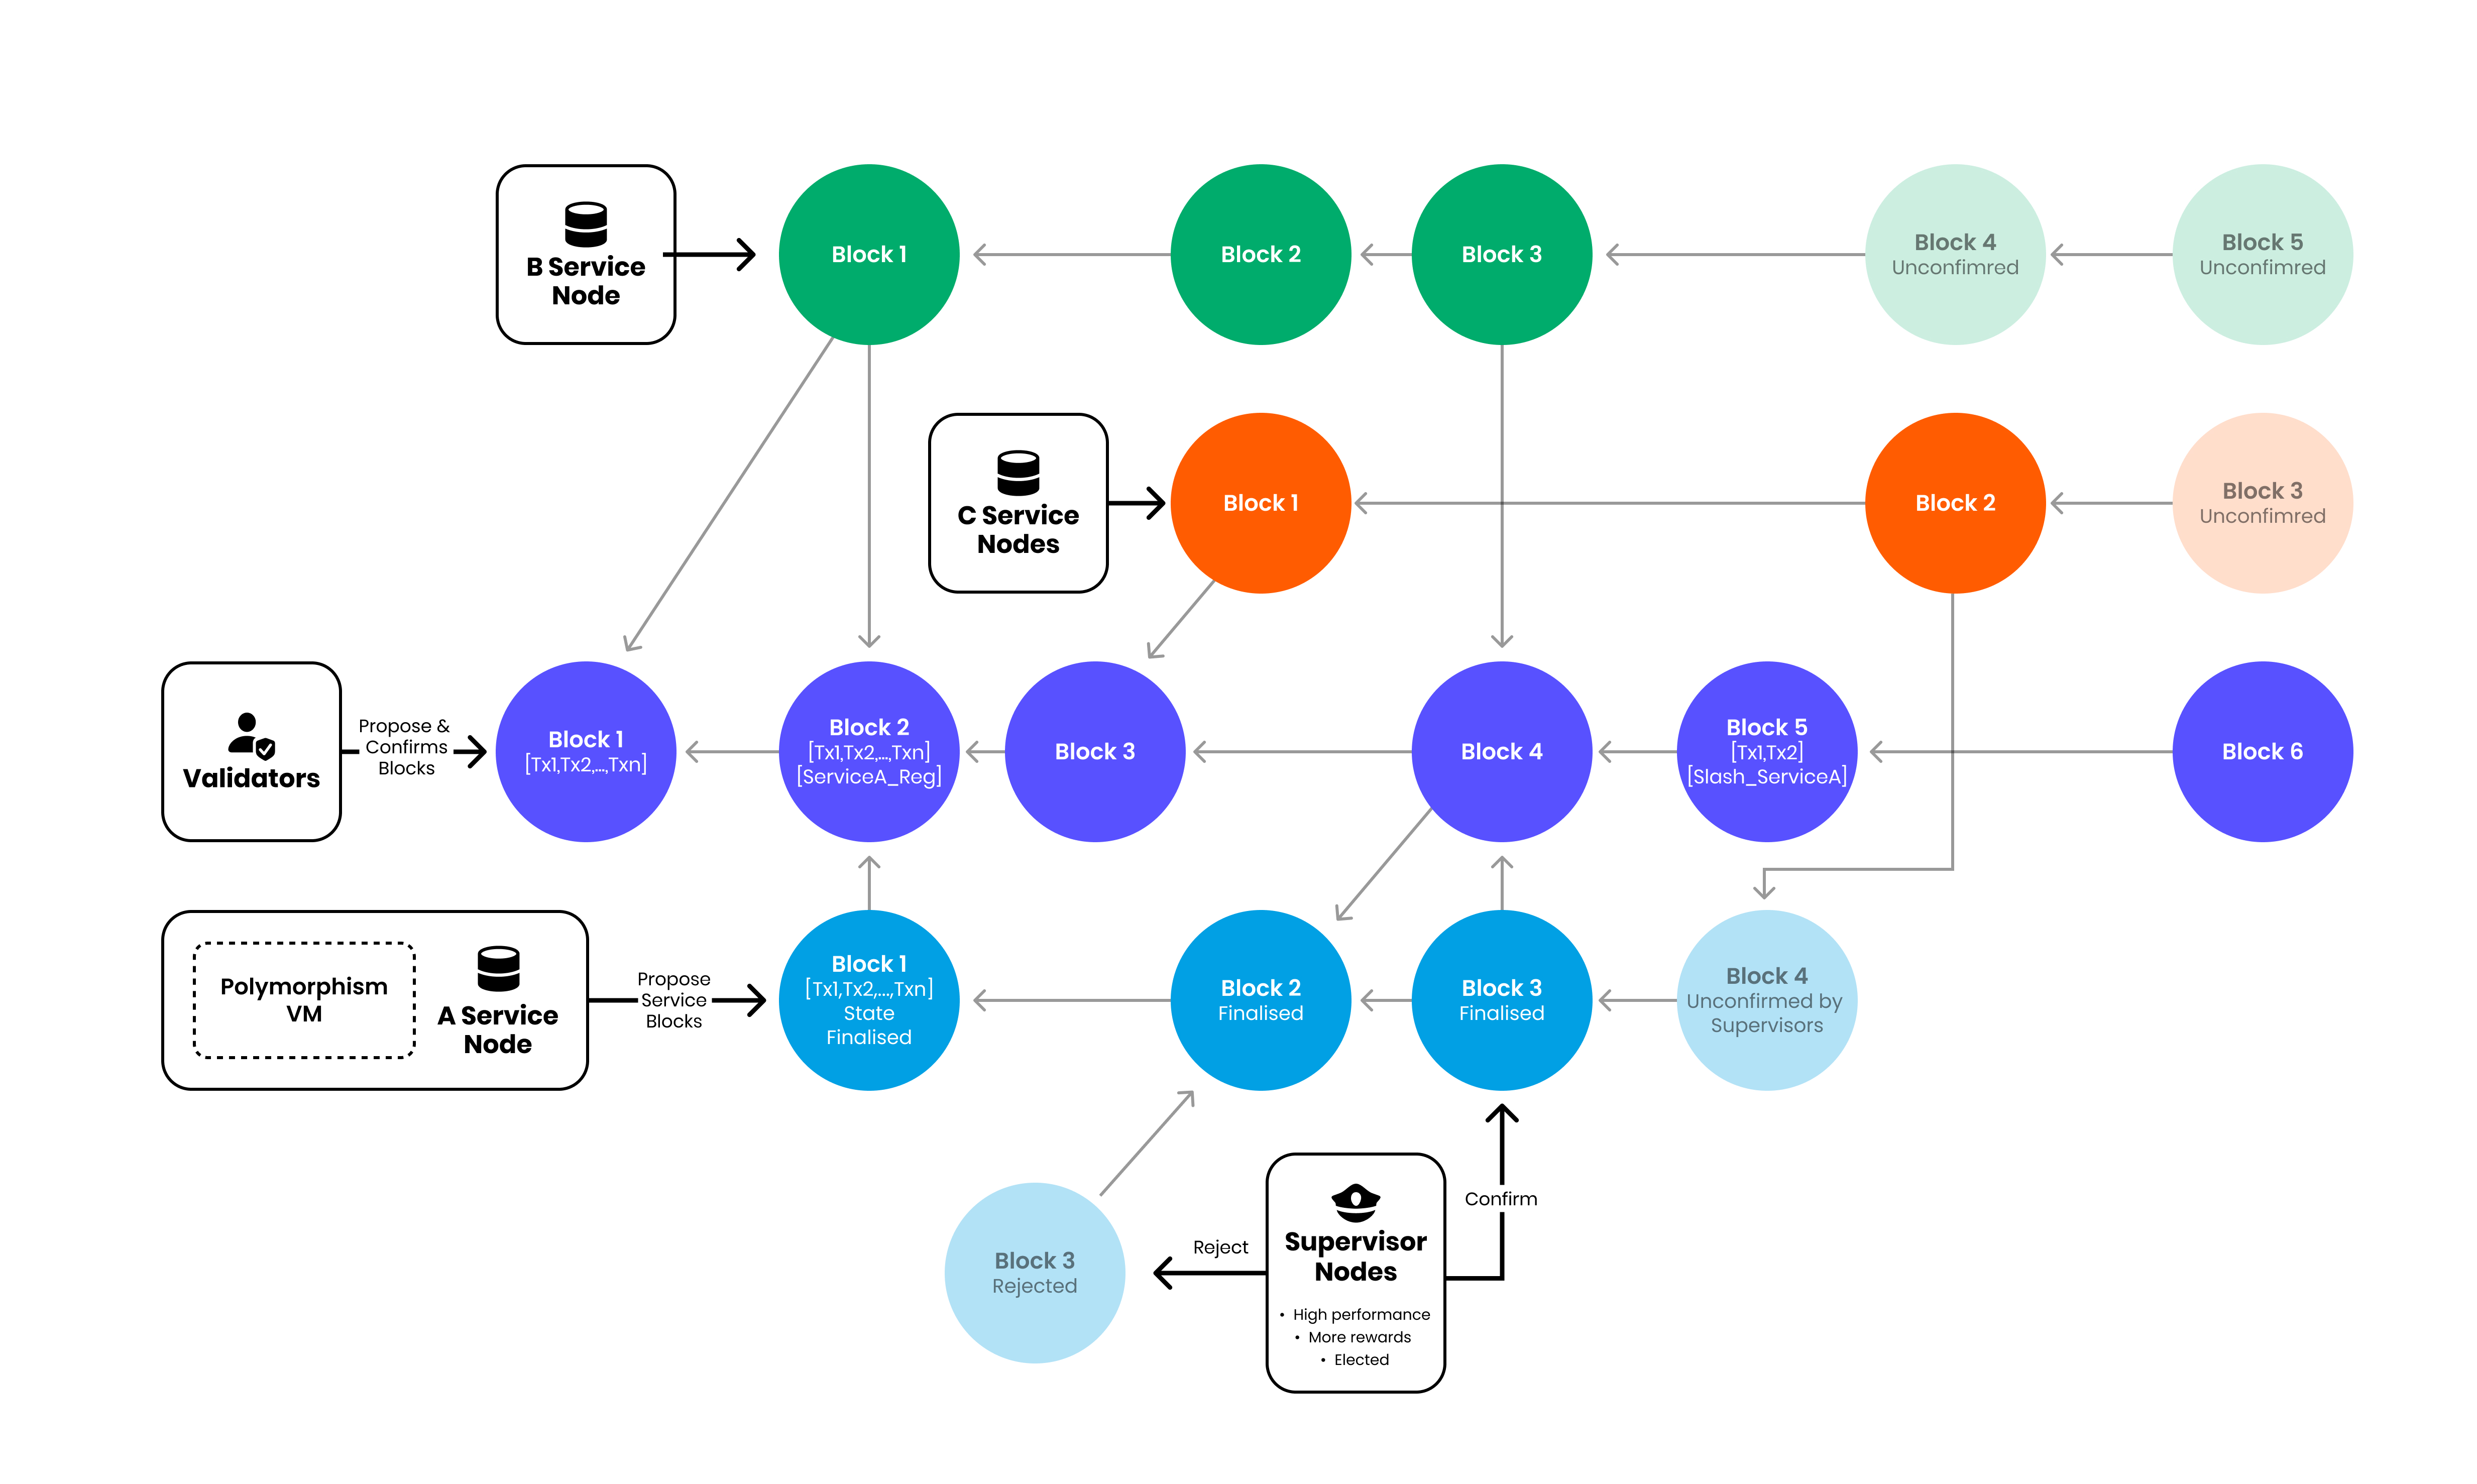 B Service
Node
Block 1
Block 2
Block 3
Block 4
Unconfimred
Block 5
Unconfimred
C Service
Nodes
Block 1
Block 2
Block 3
Unconfimred
Validators
Propose &
Confirms
Blocks
Block 1
[Tx1,Tx2,...,Txn]
Block 2
[Tx1,Tx2,...,Txn]
[ServiceA_Reg]
Block 3
Block 4
Block 5
[Tx1,Tx2]
[Slash_ServiceA]
Block 6
Polymorphism
VM
A Service
Node
Propose
Service
Blocks
Block 1
[Tx1,Tx2,...,Txn]
State
Finalised
Block 2
Finalised
Block 3
Finalised
Block 4
Unconfirmed by
Supervisors
Block 3
Rejected
Reject
Supervisor
Nodes
• High performance
• More rewards
• Elected
Confirm